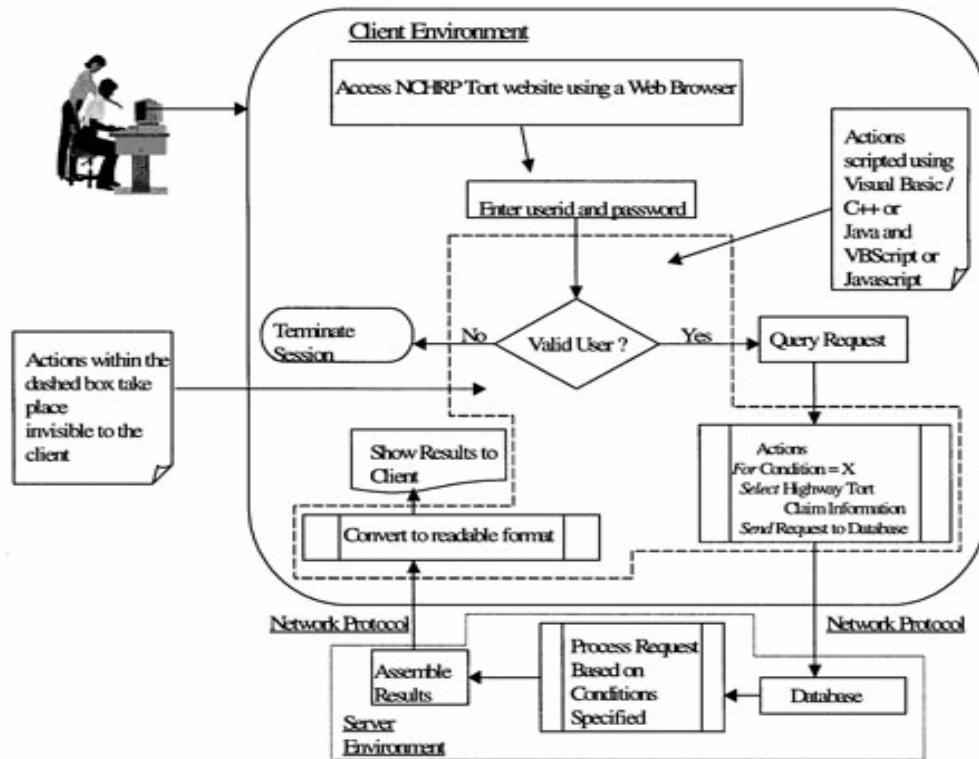 Client Environment
Access NCHRP Tort website using a Web Browser
Actions
scripted using
Visual Basic /
C++ or
Java and
VBScript or
Javascript
Enter userid and password
Terminate
Session
No
Valid User ?
Yes
Query Request
Actions within the
dashed box take
place
invisible to the
client
Show Results to
Client
Actions
For Condition = X
Select Highway Tort
Claim Information
Send Request to Database
Convert to readable format
Network Protocol
Network Protocol
Assemble
Results
Process Request
Based on
Conditions
Specified
Database
Server
Environment